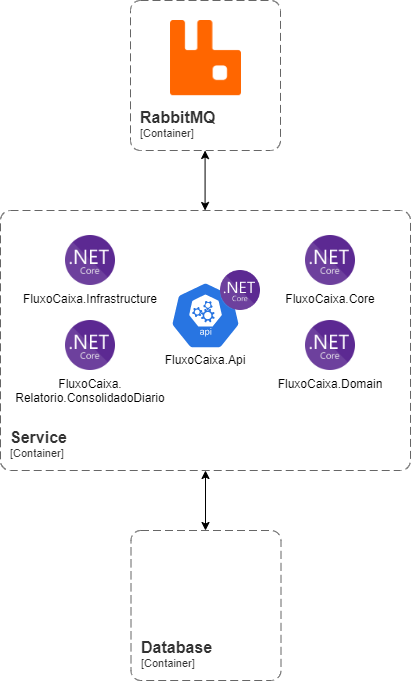 RabbitMQ
[Container]
.NET
Core
.NET
Core
.NET
Core
FluxoCaixa.Infrastructure
api
FluxoCaixa.Core
FluxoCaixa.Api
.NET
Core
.NET
Core
FluxoCaixa.
Relatorio.ConsolidadoDiario
FluxoCaixa.Domain
Service
[Container]
Database
[Container]